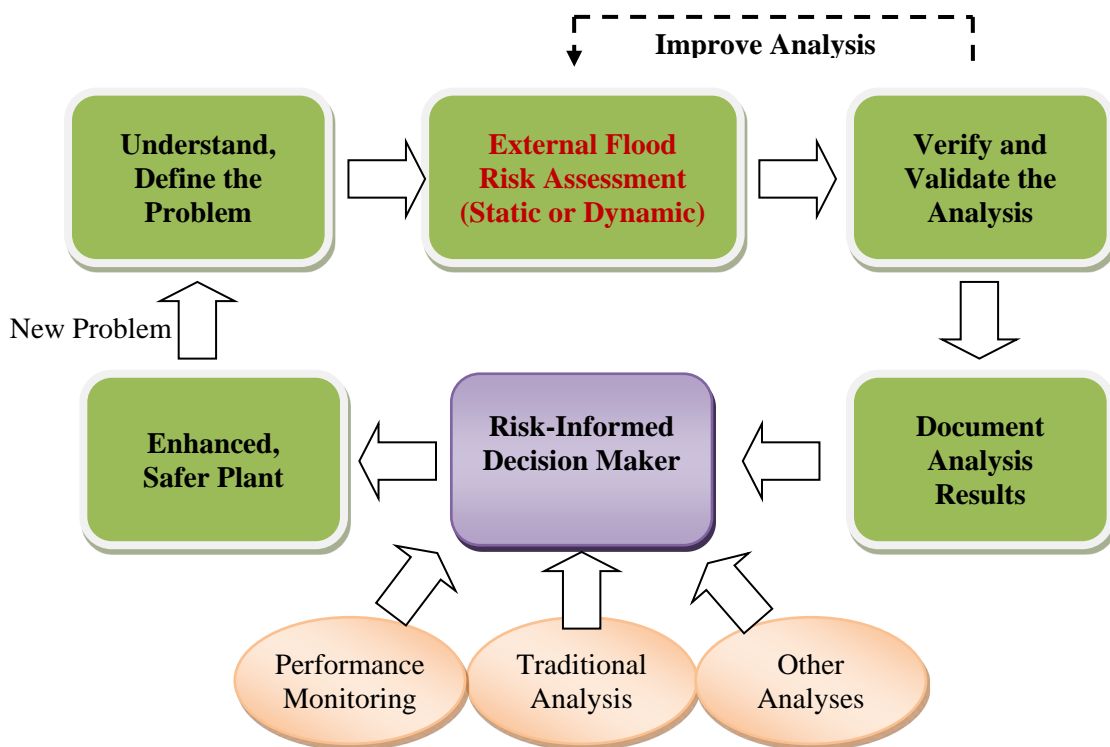 Improve Analysis
Understand,
Define the
Problem
External Flood
Risk Assessment
(Static or Dynamic)
Verify and
Validate the
Analysis
New Problem
Enhanced,
Safer Plant
Risk-Informed
Decision Maker
Document
Analysis
Results
Performance
Monitoring
Traditional
Analysis
Other
Analyses